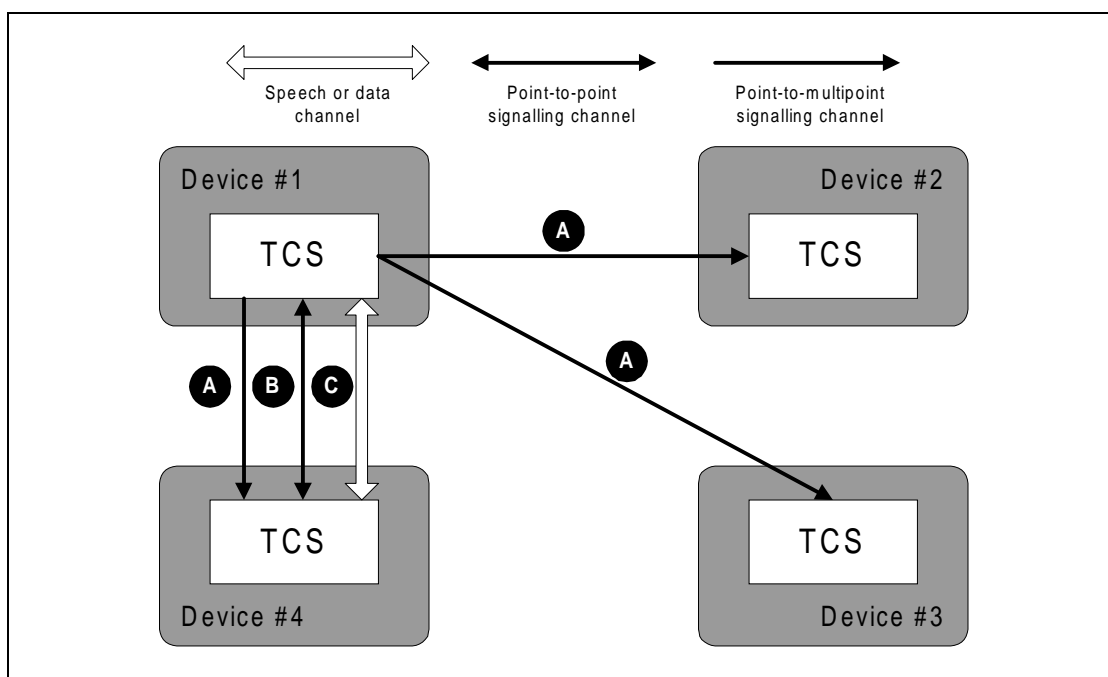 Speech or data
channel
Point-to-point
signalling channel
Point-to-multipoint
signalling channel
Device #1
TCS
Device #2
TCS
A
A
A
B
C
TCS
Device #4
TCS
Device #3